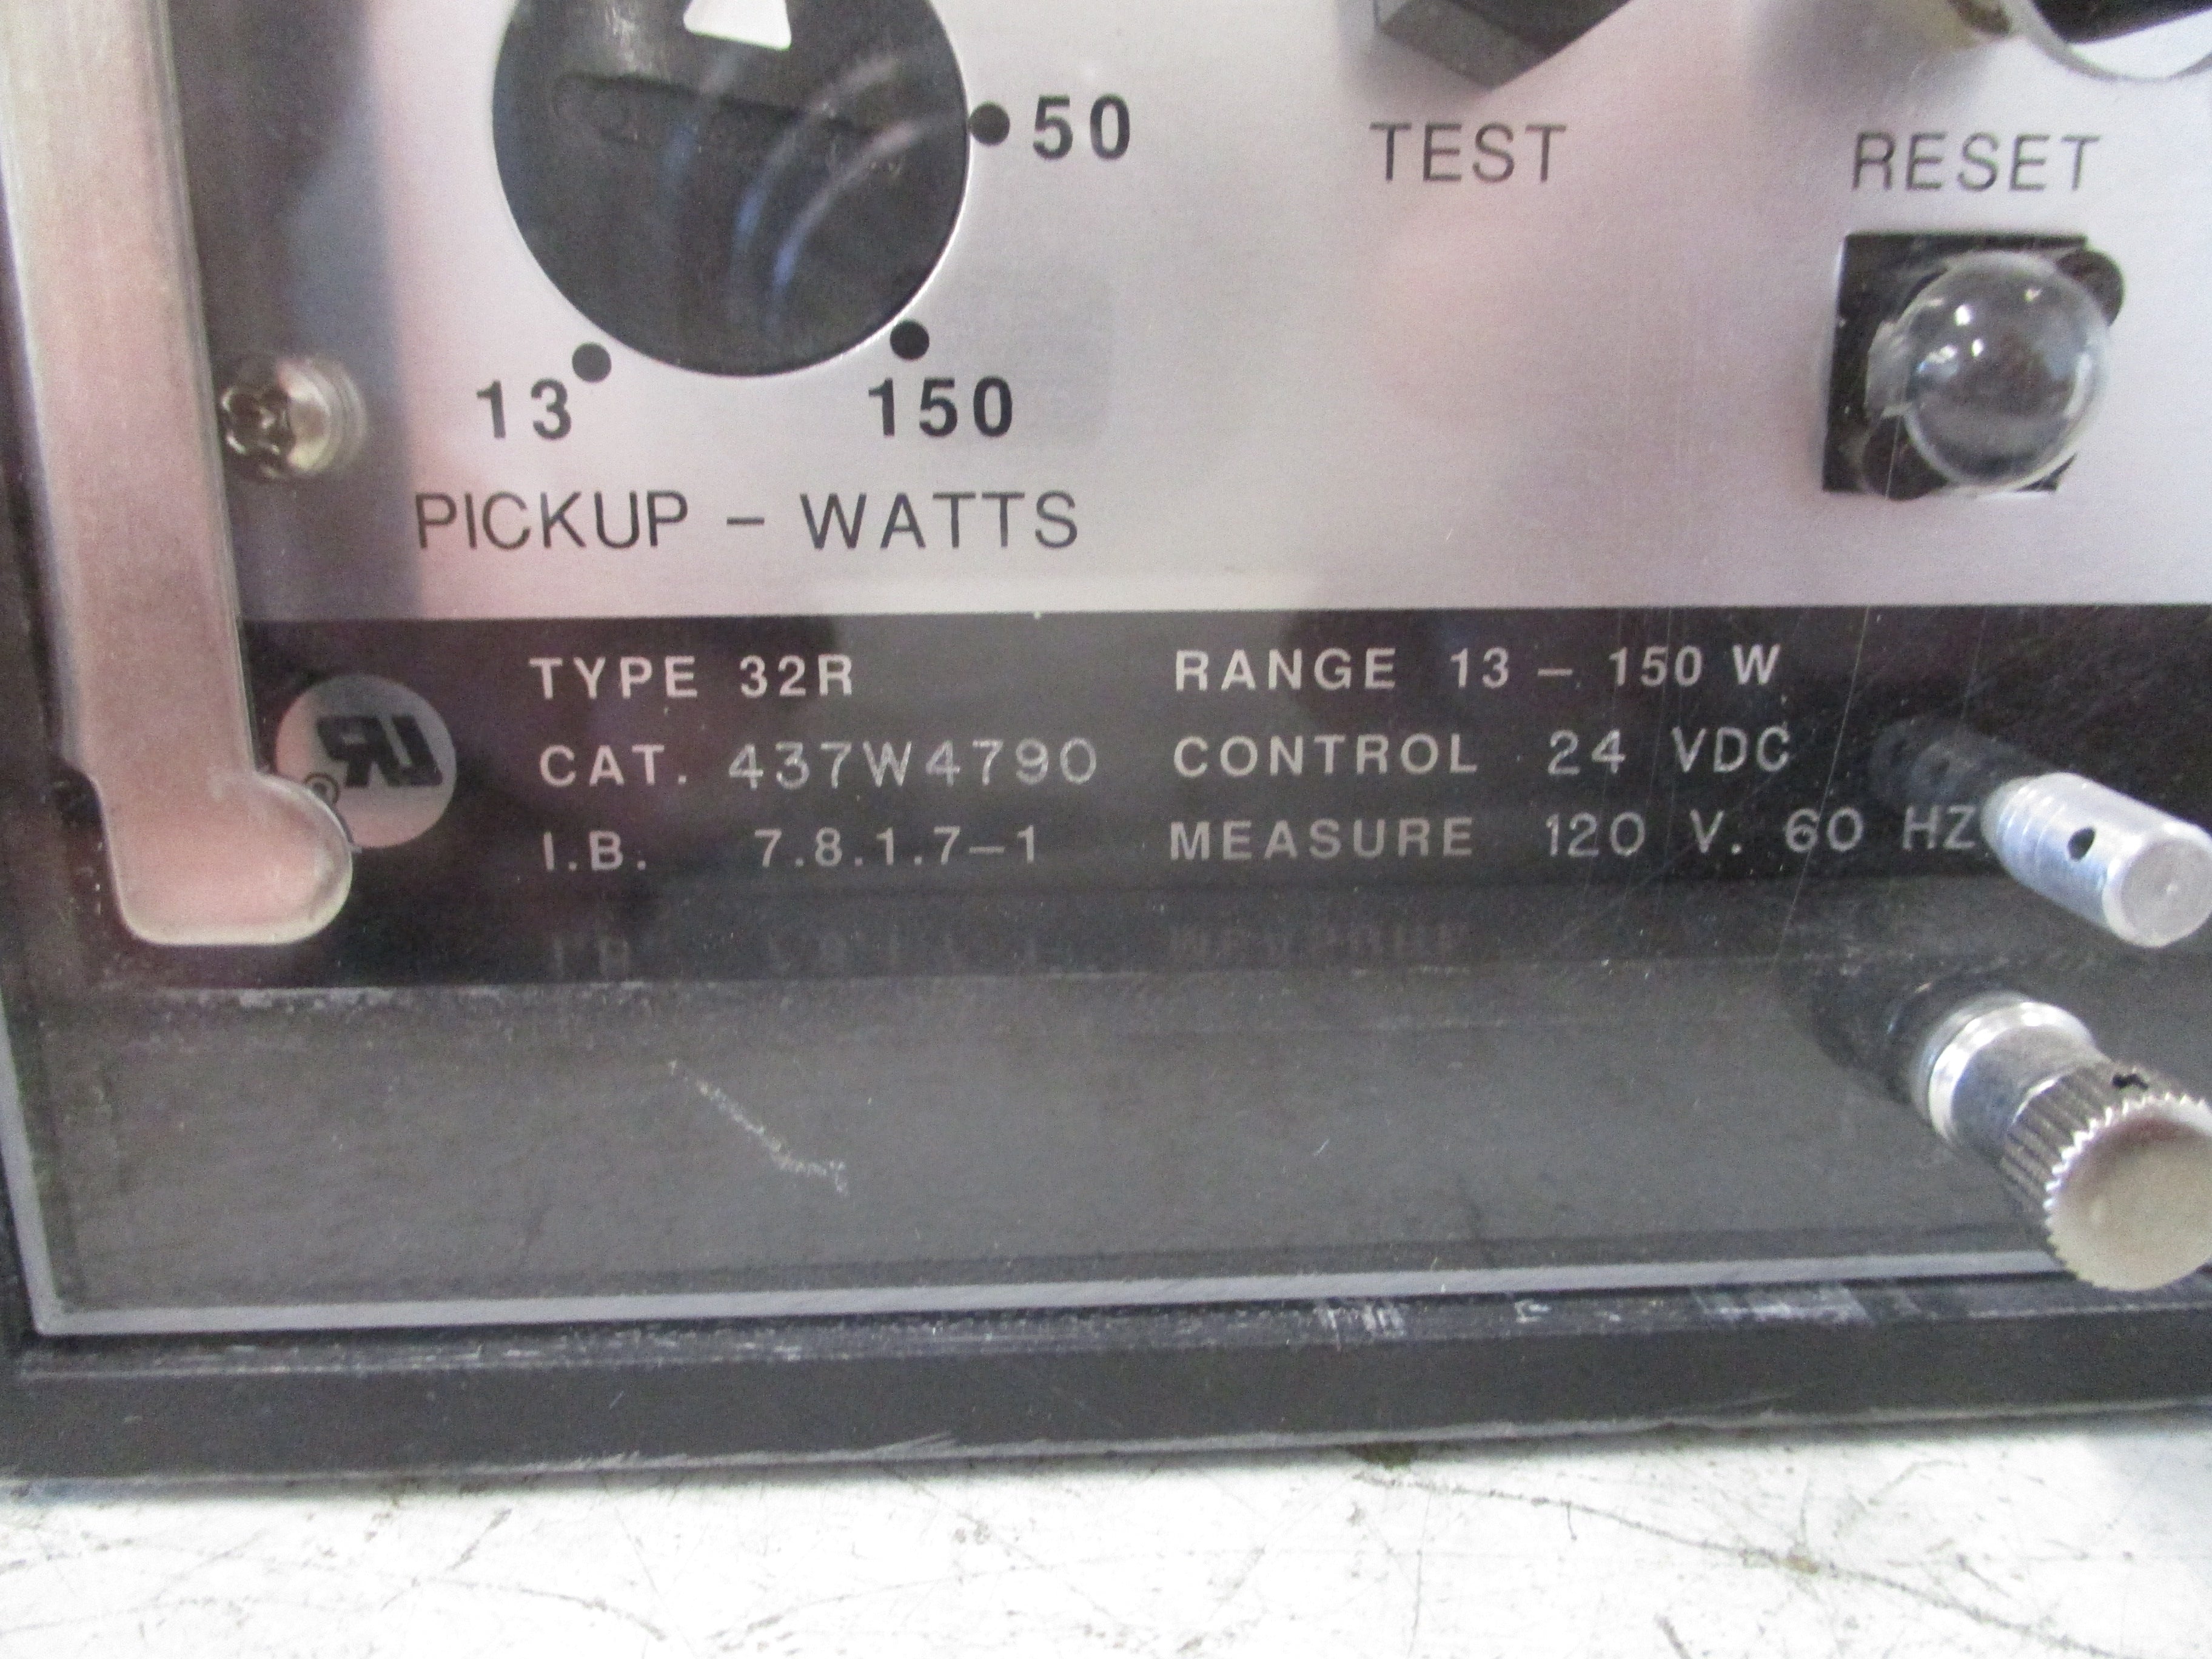 50
TEST
RESET
13
150
PICKUP – WATTS
TYPE 32R
CAT. 437W4790
I.B. 7.8.1.7–1
RANGE 13 – 150 W
CONTROL 24 VDC
MEASURE 120 V. 60 HZ